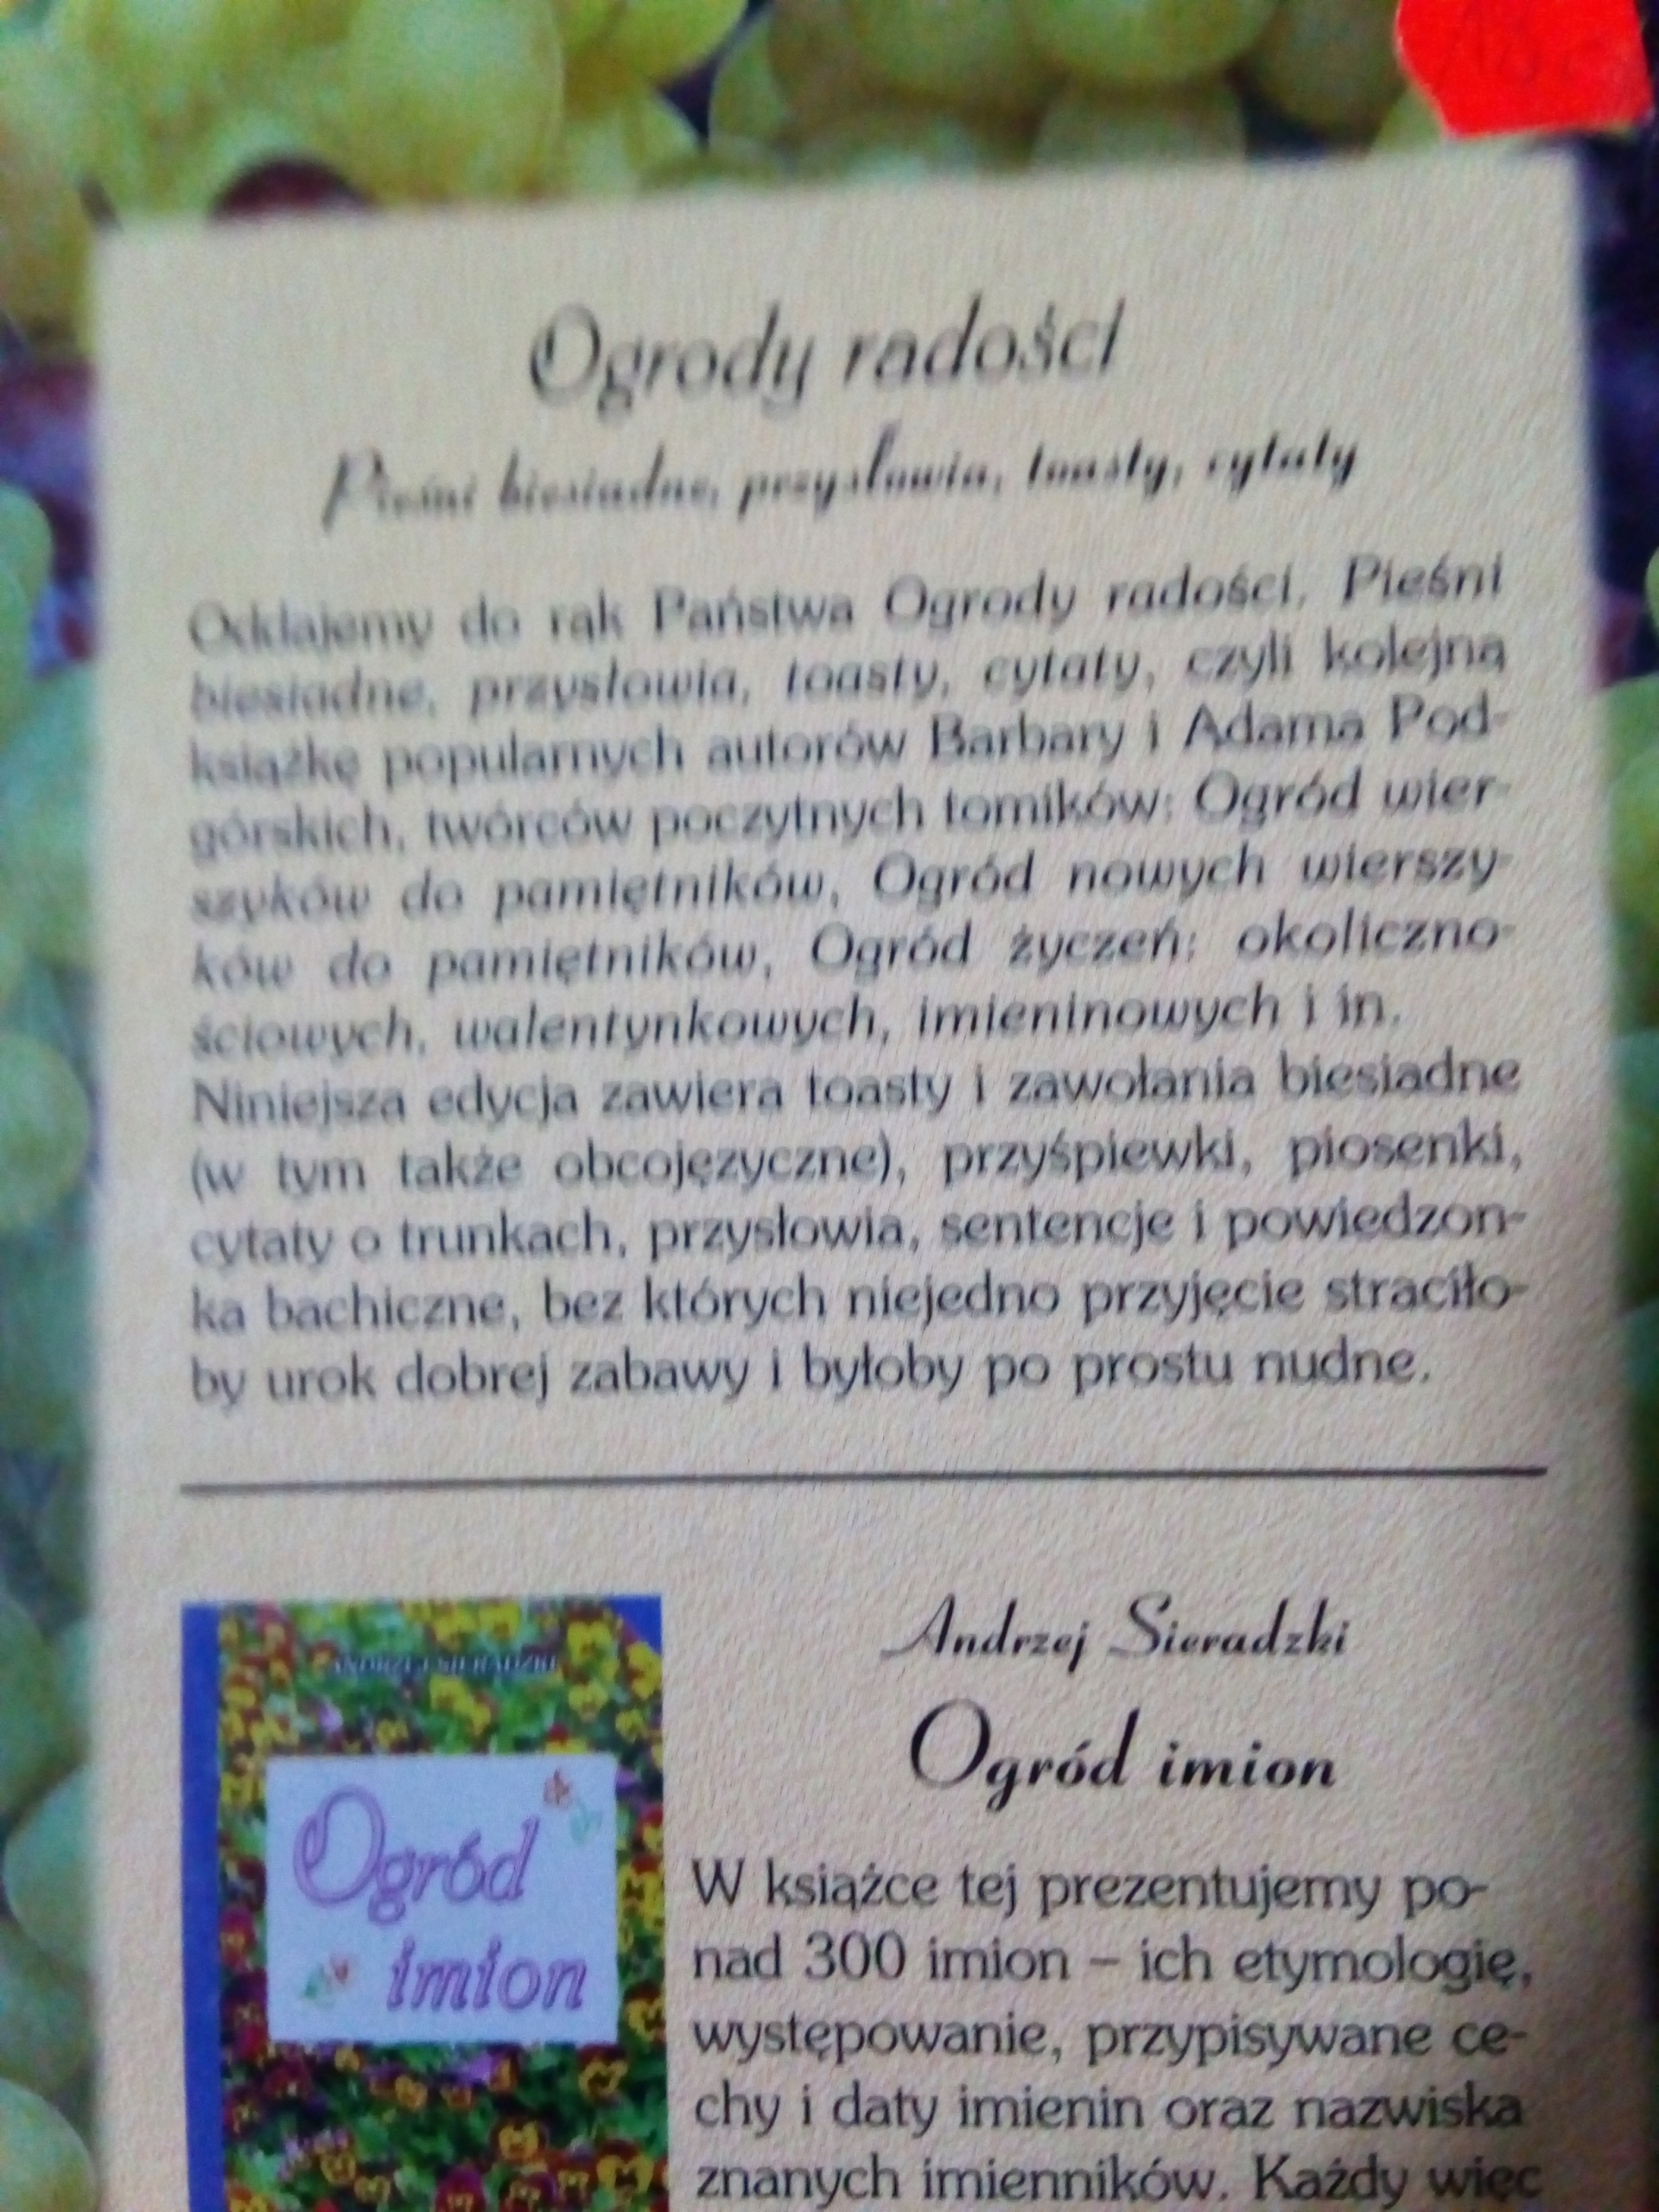 Ogrody radości
Pieśni biesiadne, przysłowia, toasty, cytaty
Oddajemy do rąk Państwa Ogrody radości. Pieśni
biesiadne, przysłowia, toasty, cytaty, czyli kolejną
książkę popularnych autorów Barbary i Adama Pod-
górskich, twórców poczytnych tomików: Ogród wier-
szyków do pamiętników, Ogród nowych wierszy-
ków do pamiętników, Ogród życzeń: okoliczno-
ściowych, walentynkowych, imieninowych i in.
Niniejsza edycja zawiera toasty i zawołania biesiadne
(w tym także obcojęzyczne), przyśpiewki, piosenki,
cytaty o trunkach, przysłowia, sentencje i powiedzon-
ka bachiczne, bez których niejedno przyjęcie straciło-
by urok dobrej zabawy i byłoby po prostu nudne.
Andrzej Sieradzki
Ogród imion
ANDRZEJ SIERADZKI
Ogród
imion
W książce tej prezentujemy po-
nad 300 imion – ich etymologię,
występowanie, przypisywane ce-
chy i daty imienin oraz nazwiska
znanych imienników. Każdy więc